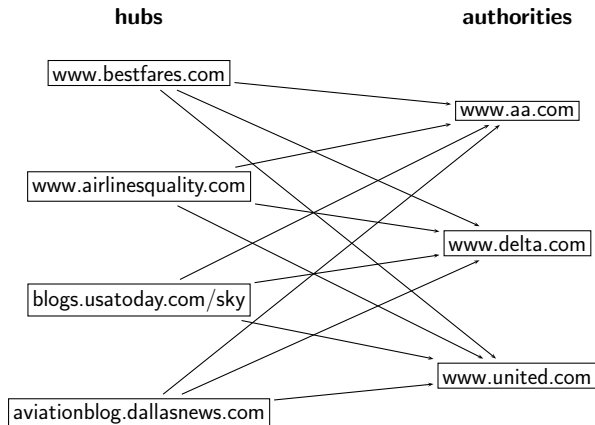 hubs
authorities
www.bestfares.com
www.aa.com
www.airlinesquality.com
www.delta.com
blogs.usatoday.com/sky
www.united.com
aviationblog.dallasnews.com